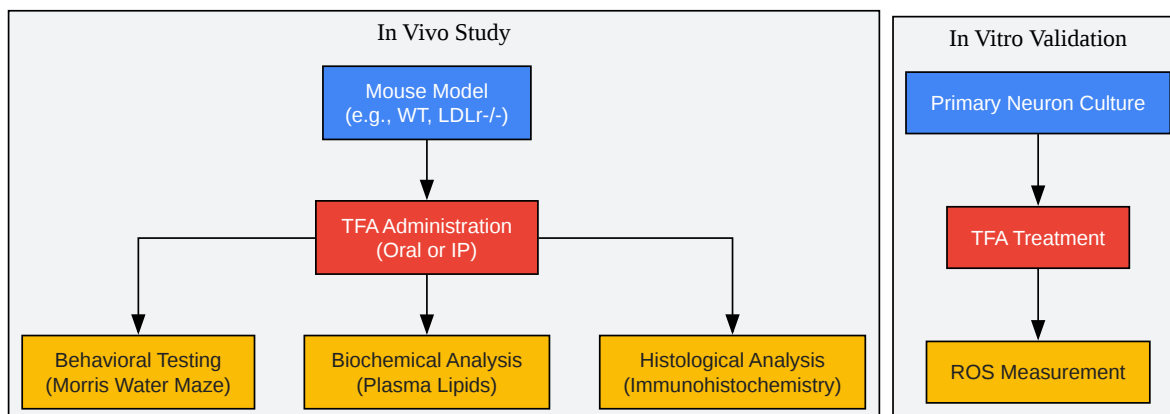 In Vivo Study
Mouse Model
(e.g., WT, LDLr-/-)
TFA Administration
(Oral or IP)
Behavioral Testing
(Morris Water Maze)
Biochemical Analysis
(Plasma Lipids)
Histological Analysis
(Immunohistochemistry)
In Vitro Validation
Primary Neuron Culture
TFA Treatment
ROS Measurement